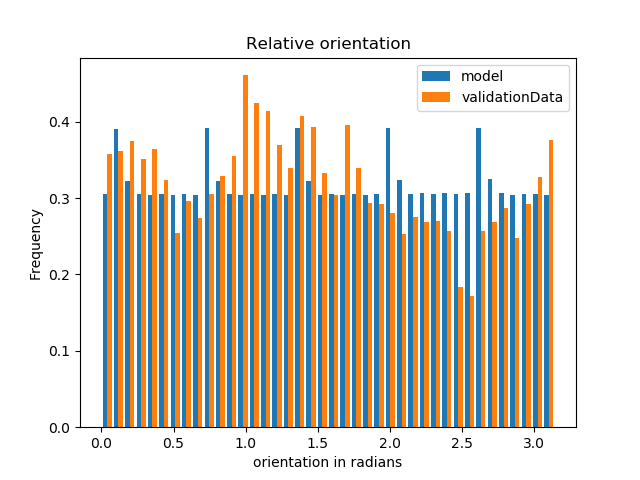 Relative orientation
model
validationData
Frequency
0.4
0.3
0.2
0.1
0.0
0.0 0.5 1.0 1.5 2.0 2.5 3.0
orientation in radians